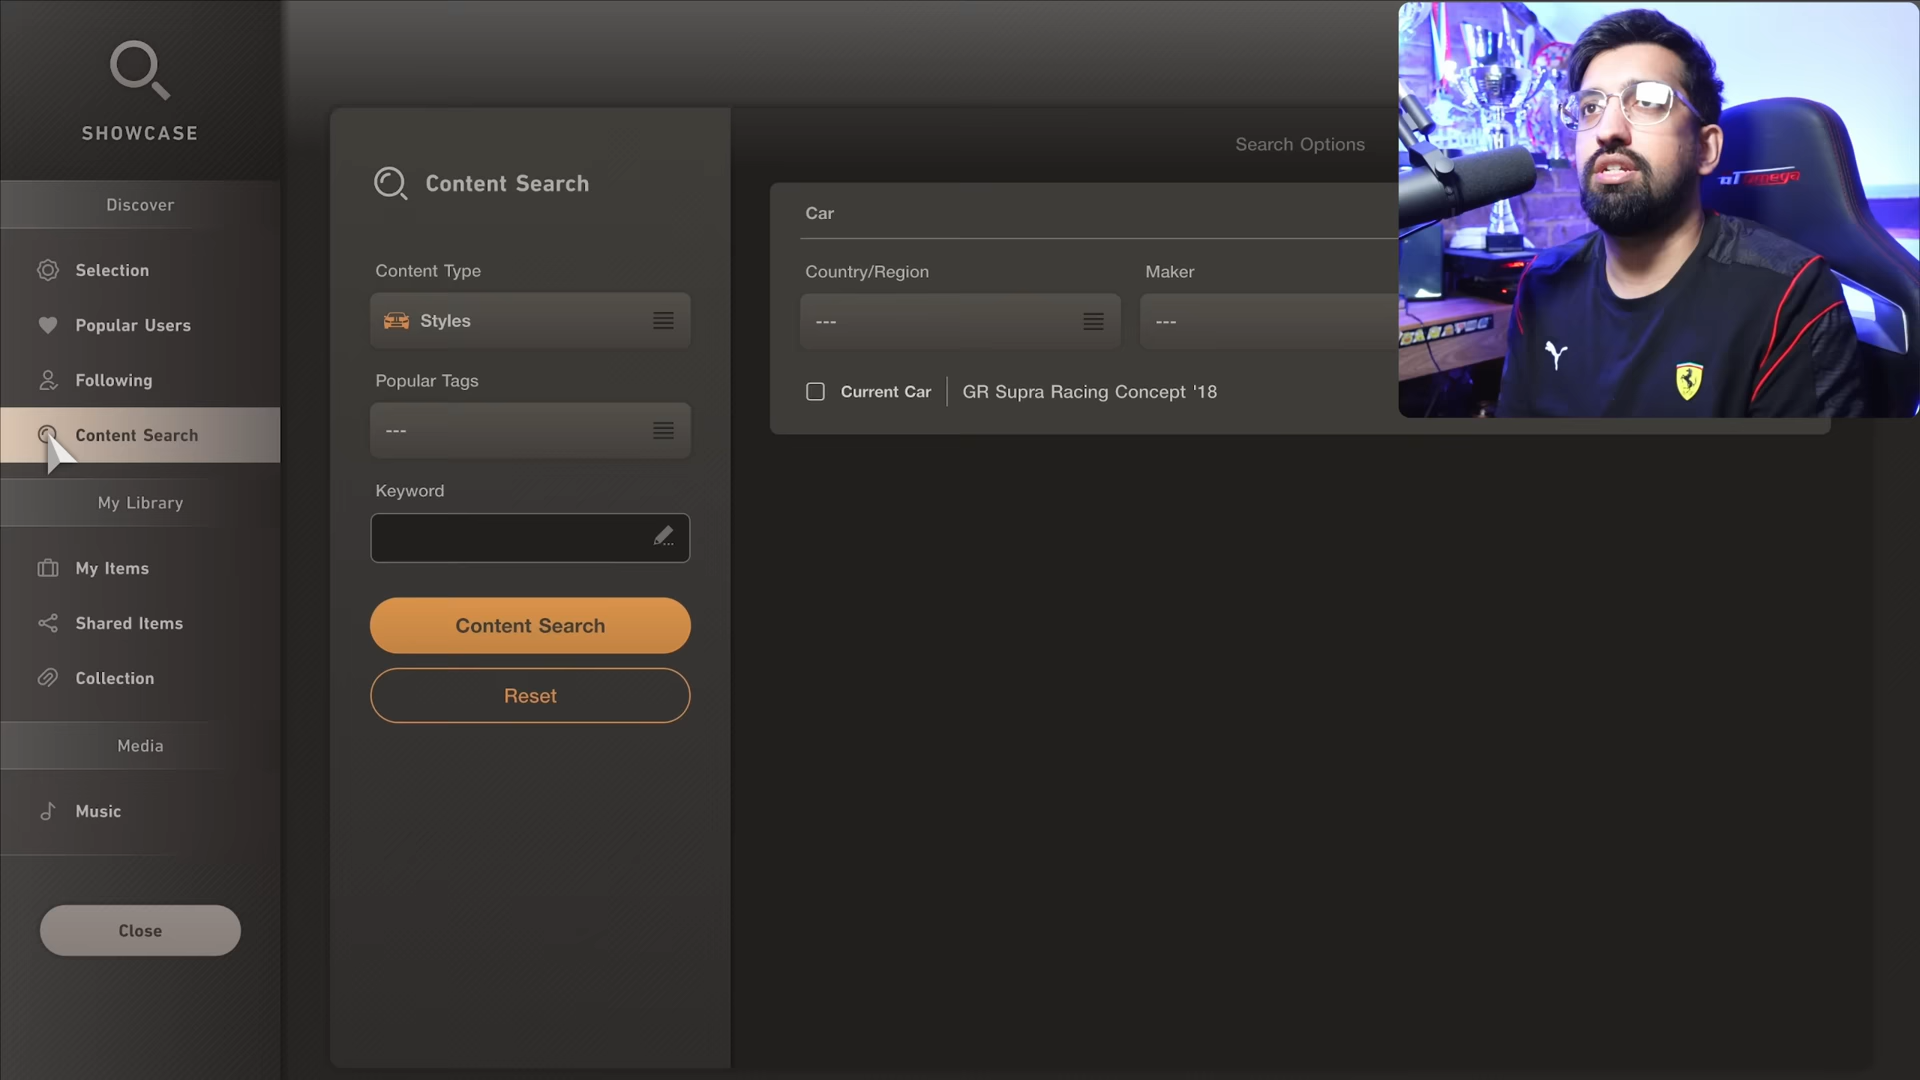 SHOWCASE
Discover
Selection
Popular Users
Following
Content Search
My Library
My Items
Shared Items
Collection
Media
Music
Close
Content Search
Content Type
Styles
Popular Tags
---
Keyword
Content Search
Reset
Search Options
Car
Country/Region
Maker
---
---
Current Car
GR Supra Racing Concept '18
omega